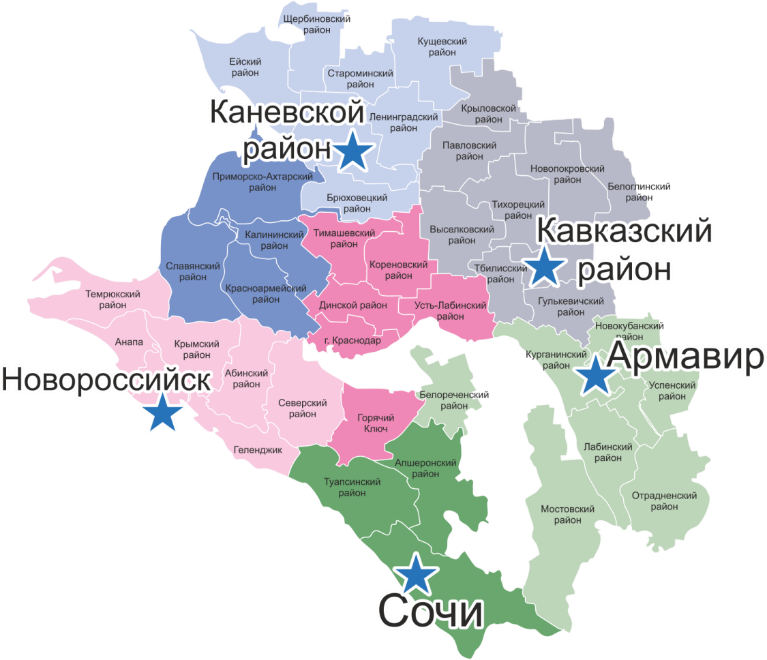 Щербиновский
район
Ейский
район
Кущевский
район
Староминский
район
Каневской
район
Ленинградский
район
Крыловской
район
Павловский
район
Новопокровский
район
Белоглинский
район
Приморско-Ахтарский
район
Брюховецкий
район
Тихорецкий
район
Выселковский
район
Кавказский
район
Калининский
район
Тимашевский
район
Славянский
район
Кореновский
район
Тбилисский
район
Красноармейский
район
Темрюкский
район
Динской район
Усть-Лабинский
район
Гулькевичский
район
Новокубанский
район
Анапа
Крымский
район
г. Краснодар
Курганинский
район
Армавир
Новороссийск
Абинский
район
Успенский
район
Северский
район
Белореченский
район
Горячий
Ключ
Геленджик
Лабинский
район
Апшеронский
район
Туапсинский
район
Отрадненский
район
Мостовский
район
Сочи